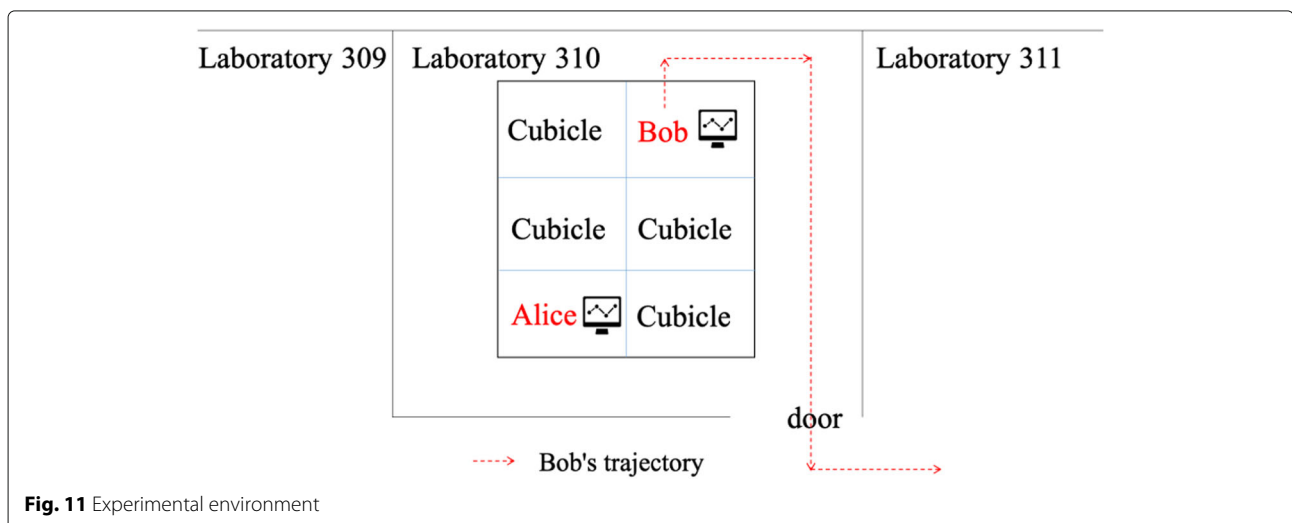 Laboratory 309 Laboratory 310 Laboratory 311
Cubicle Bob
Cubicle Cubicle
Alice Cubicle
door
Bob's trajectory
Fig. 11 Experimental environment